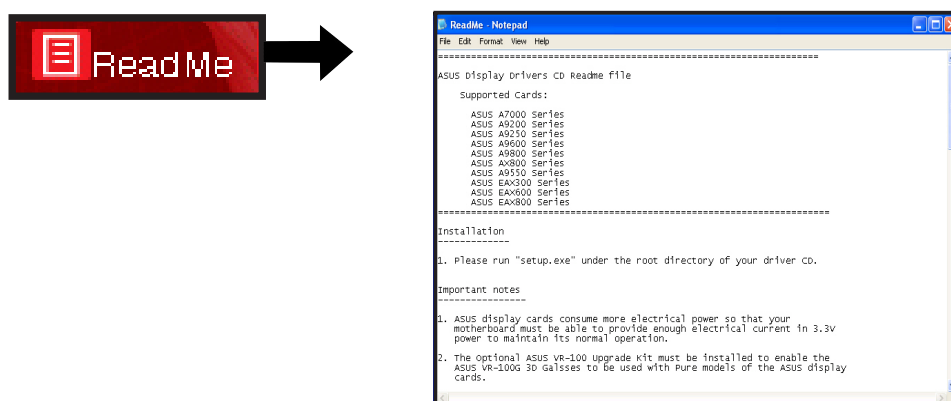 Read Me
ReadMe - Notepad
File Edit Format View Help
====================================================================
ASUS Display Drivers CD Readme file
Supported Cards:
ASUS A7000 Series
ASUS A9200 Series
ASUS A9250 Series
ASUS A9600 Series
ASUS A9800 Series
ASUS AX800 Series
ASUS A9550 Series
ASUS EAX300 Series
ASUS EAX600 Series
ASUS EAX800 Series
======================================================================
Installation
-------------
1. Please run "setup.exe" under the root directory of your driver CD.
Important notes
----------------
1. ASUS display cards consume more electrical power so that your
motherboard must be able to provide enough electrical current in 3.3V
power to maintain its normal operation.
2. The Optional ASUS VR-100 Upgrade Kit must be installed to enable the
ASUS VR-100G 3D Galsses to be used with Pure models of the ASUS display
cards.